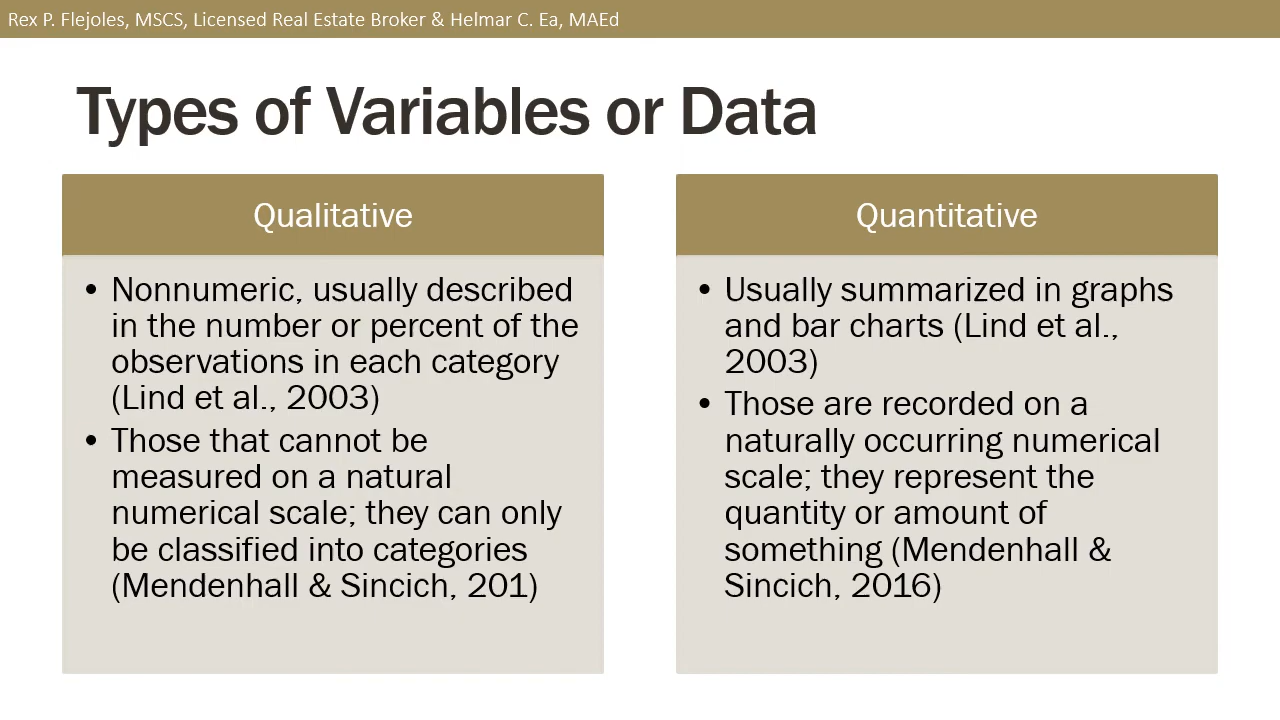 Rex P. Flejoles, MSCS, Licensed Real Estate Broker & Helmar C. Ea, MAEd
Types of Variables or Data
Qualitative
• Nonnumeric, usually described
in the number or percent of the
observations in each category
(Lind et al., 2003)
• Those that cannot be
measured on a natural
numerical scale; they can only
be classified into categories
(Mendenhall & Sincich, 201)
Quantitative
• Usually summarized in graphs
and bar charts (Lind et al.,
2003)
• Those are recorded on a
naturally occurring numerical
scale; they represent the
quantity or amount of
something (Mendenhall &
Sincich, 2016)